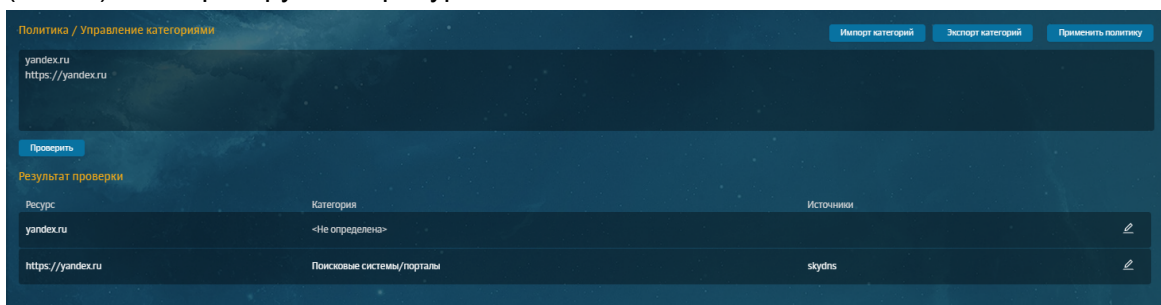 Политика / Управление категориями
Импорт категорий Экспорт категорий Применить политику
yandex.ru
https://yandex.ru
Проверить
Результат проверки
Ресурс Категория Источники
yandex.ru <Не определена>
https://yandex.ru Поисковые системы/порталы skydns